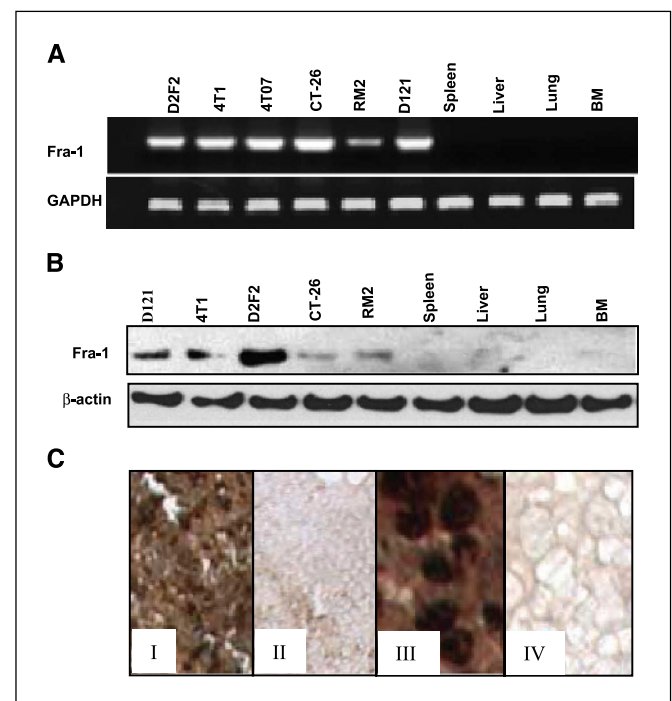 A
D2F2 4T1 4T07 CT-26 RM2 D121 Spleen Liver Lung BM
Fra-1
GAPDH
B
D121 4T1 D2F2 CT-26 RM2 Spleen Liver Lung BM
Fra-1
β-actin
C
I II III IV